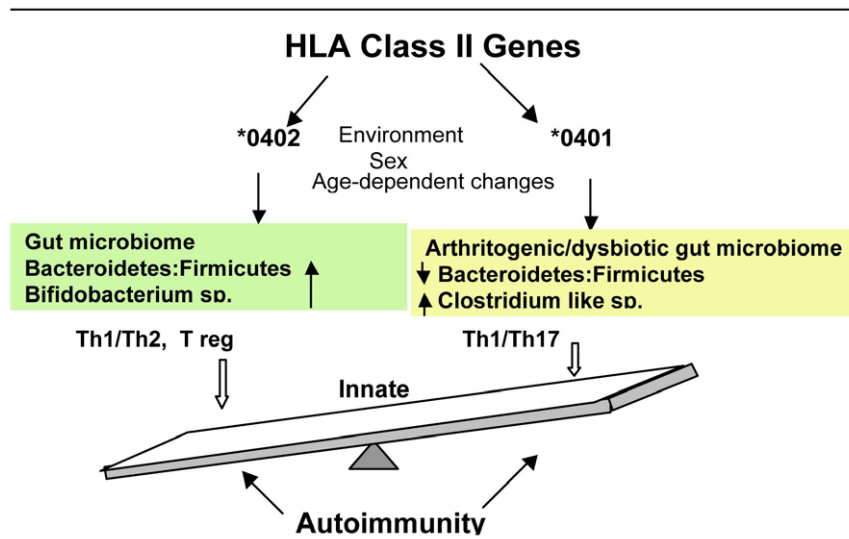 HLA Class II Genes
*0402
Environment
*0401
Sex
Age-dependent changes
Gut microbiome
Bacteroidetes:Firmicutes
Bifidobacterium sp.
Arthritogenic/dysbiotic gut microbiome
Bacteroidetes:Firmicutes
Clostridium like sp.
Th1/Th2, T reg
Th1/Th17
Innate
Autoimmunity